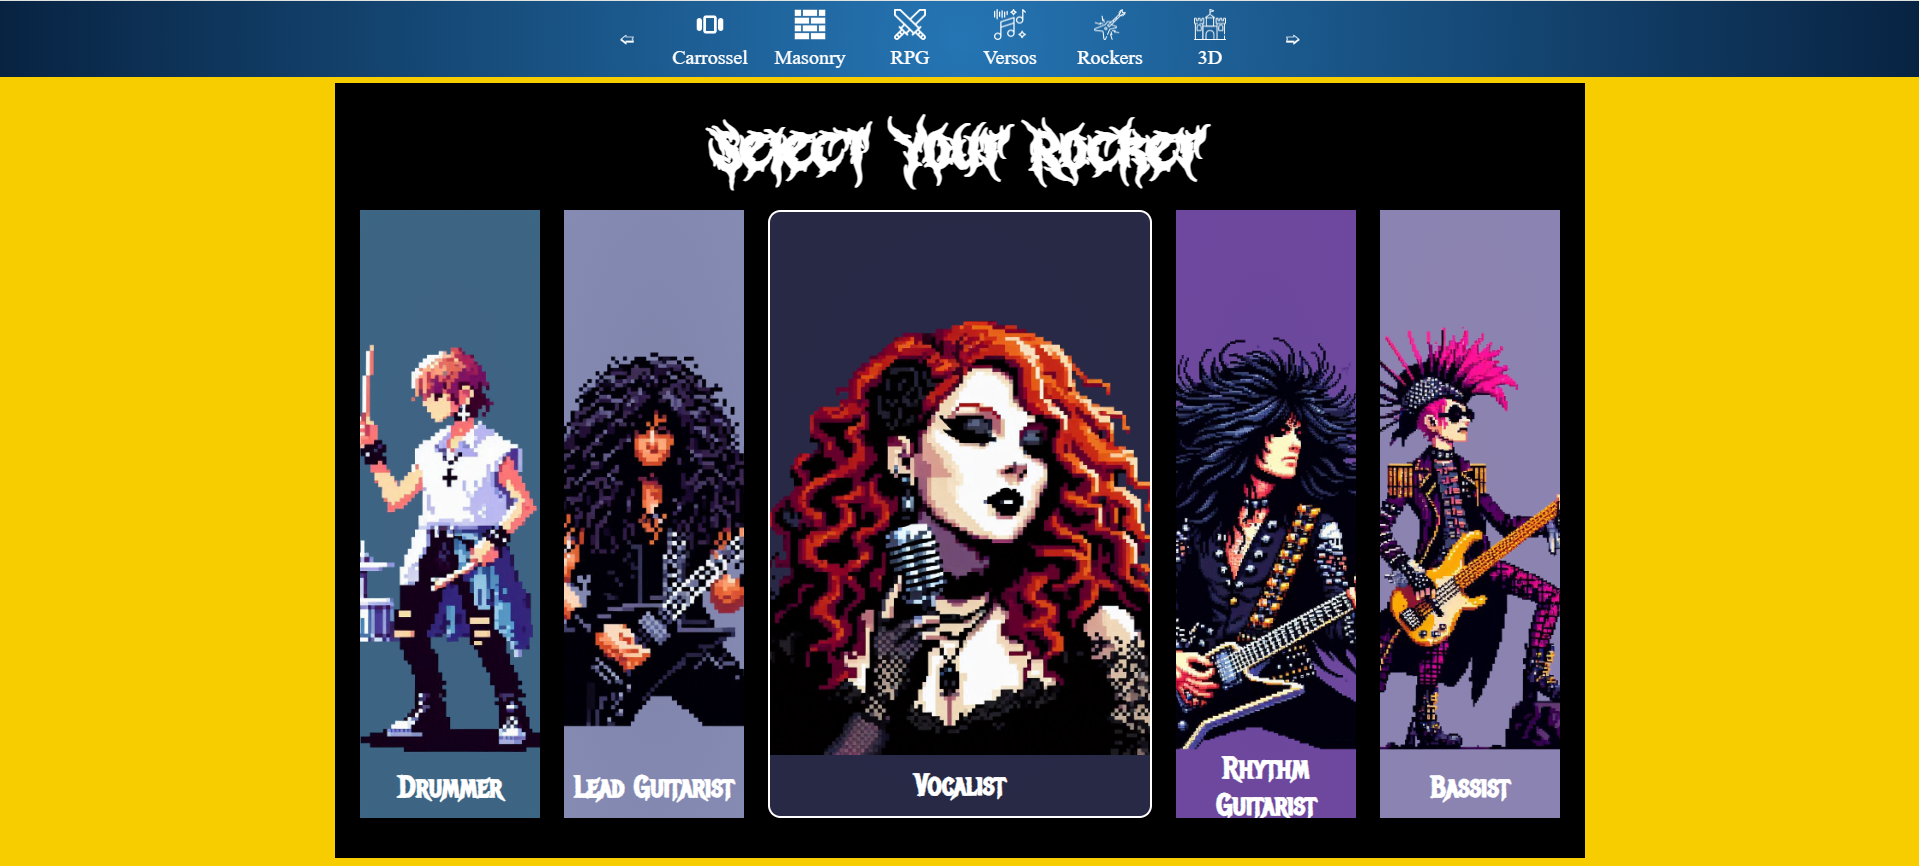 ⇦ Carrossel Masonry RPG Versos Rockers 3D ⇨
Select Your Rocker
Drummer
Lead Guitarist
Vocalist
Rhythm
Guitarist
Bassist